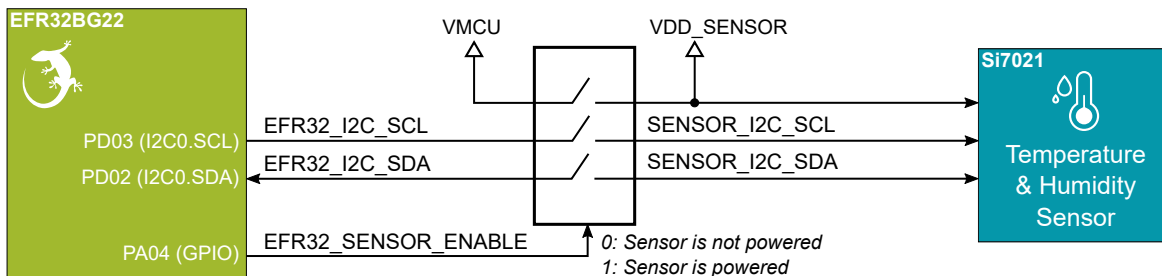 EFR32BG22
VMCU
VDD_SENSOR
Si7021
PD03 (I2C0.SCL)
EFR32_I2C_SCL
SENSOR_I2C_SCL
PD02 (I2C0.SDA)
EFR32_I2C_SDA
SENSOR_I2C_SDA
Temperature
& Humidity
Sensor
PA04 (GPIO)
EFR32_SENSOR_ENABLE
0: Sensor is not powered
1: Sensor is powered